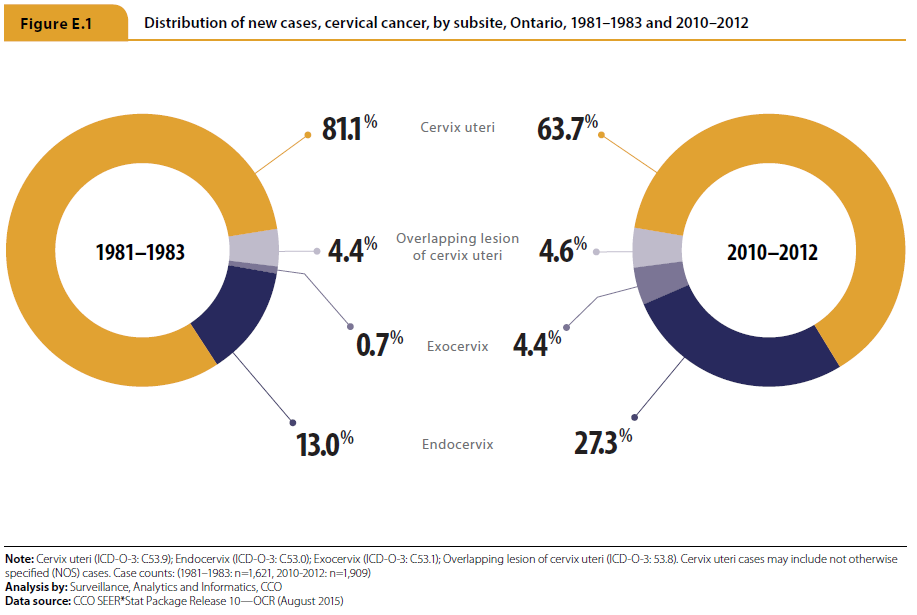 Figure E.1
Distribution of new cases, cervical cancer, by subsite, Ontario, 1981–1983 and 2010–2012
81.1%
Cervix uteri
63.7%
1981–1983
4.4%
Overlapping lesion
of cervix uteri
4.6%
2010–2012
0.7%
Exocervix
4.4%
13.0%
Endocervix
27.3%
Note: Cervix uteri (ICD-O-3: C53.9); Endocervix (ICD-O-3: C53.0); Exocervix (ICD-O-3: C53.1); Overlapping lesion of cervix uteri (ICD-O-3: 53.8). Cervix uteri cases may include not otherwise
specified (NOS) cases. Case counts: (1981–1983: n=1,621, 2010-2012: n=1,909)
Analysis by: Surveillance, Analytics and Informatics, CCO
Data source: CCO SEER*Stat Package Release 10—OCR (August 2015)